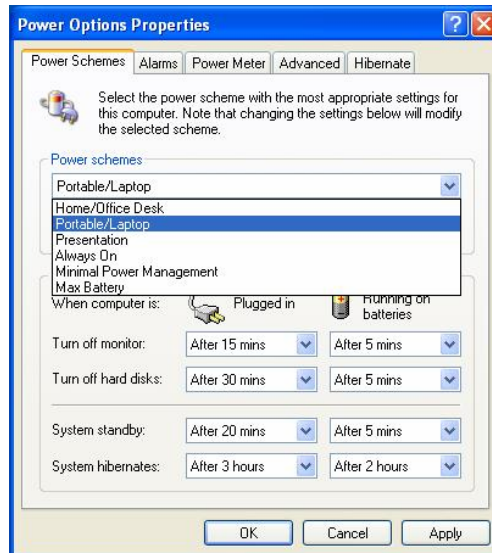 Power Options Properties
Power Schemes Alarms Power Meter Advanced Hibernate
Select the power scheme with the most appropriate settings for
this computer. Note that changing the settings below will modify
the selected scheme.
Power schemes
Portable/Laptop
Home/Office Desk
Portable/Laptop
Presentation
Always On
Minimal Power Management
Max Battery
When computer is: Plugged in Running on
batteries
Turn off monitor: After 15 mins After 5 mins
Turn off hard disks: After 30 mins After 5 mins
System standby: After 20 mins After 5 mins
System hibernates: After 3 hours After 2 hours
OK Cancel Apply